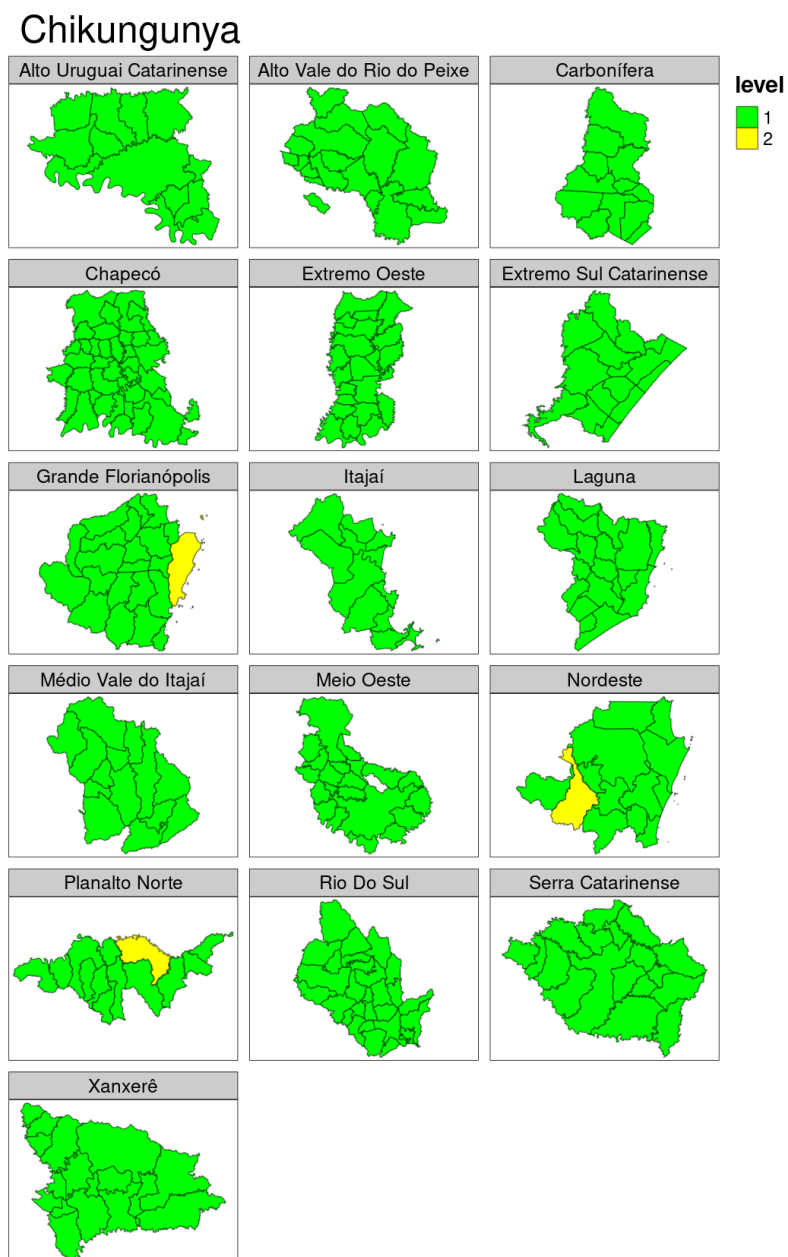 Chikungunya
Alto Uruguai Catarinense
Alto Vale do Rio do Peixe
Carbonífera
level
1
2
Chapecó
Extremo Oeste
Extremo Sul Catarinense
Grande Florianópolis
Itajaí
Laguna
Médio Vale do Itajaí
Meio Oeste
Nordeste
Planalto Norte
Rio Do Sul
Serra Catarinense
Xanxerê